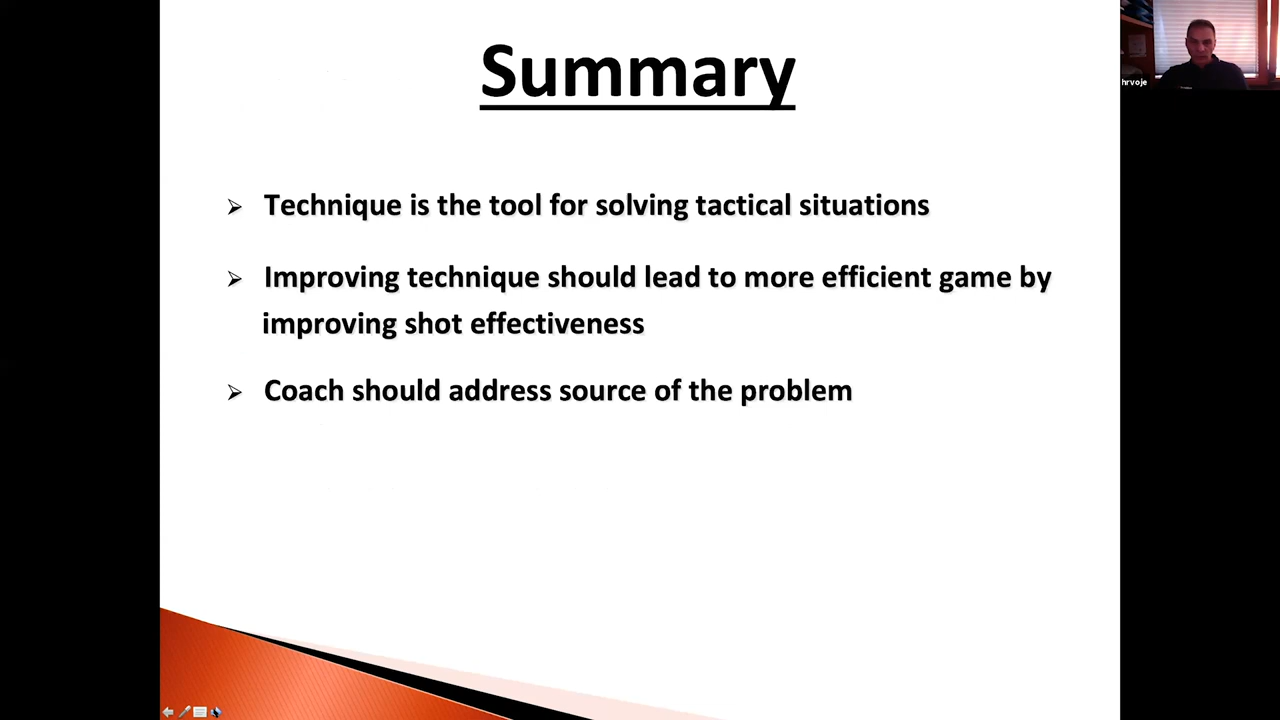 Summary
hrvoje
Technique is the tool for solving tactical situations
Improving technique should lead to more efficient game by
improving shot effectiveness
Coach should address source of the problem